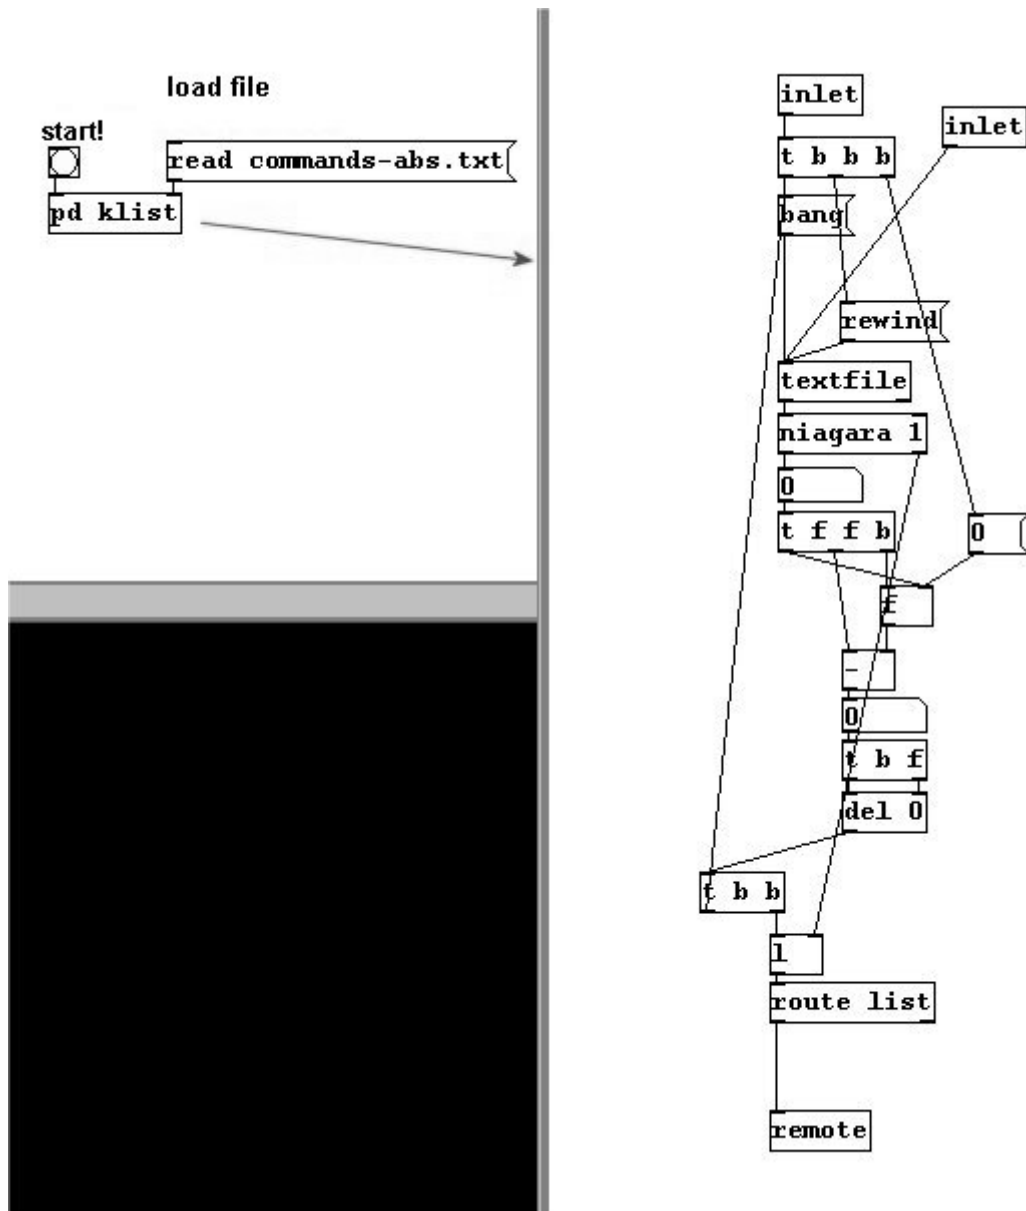 load file
start!
read commands-abs.txt
pd klist
inlet
inlet
t b b b
bang
rewind
textfile
niagara 1
0
t f f b
0
f
-
0
t b f
del 0
t b b
l
route list
remote